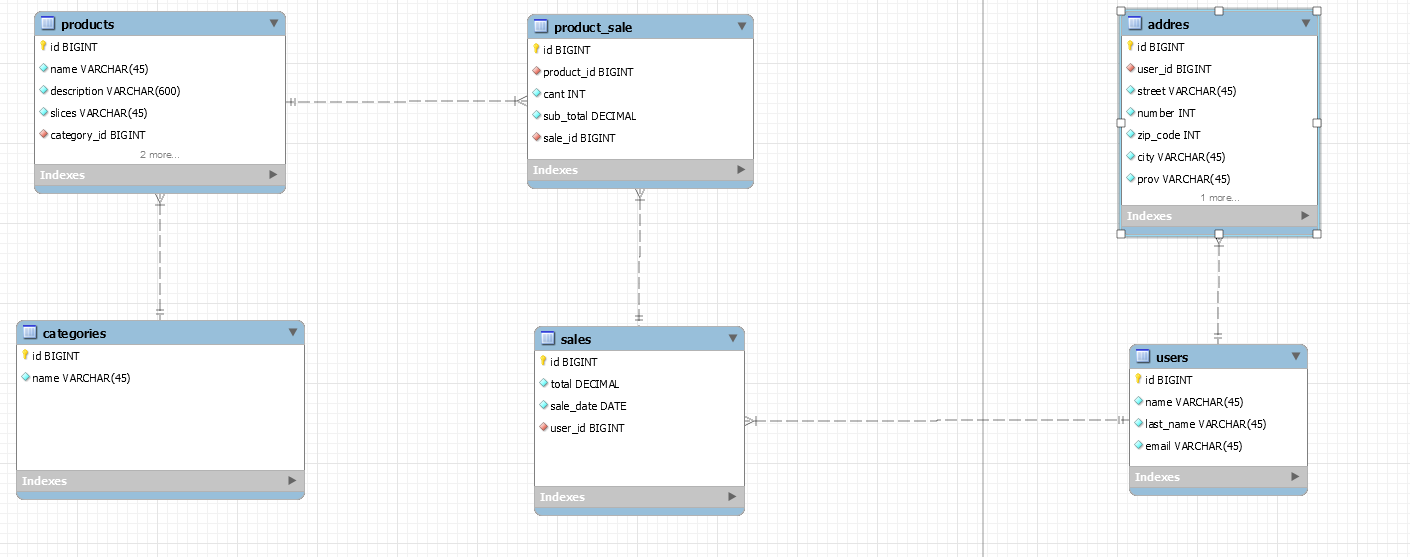 products
id BIGINT
name VARCHAR(45)
description VARCHAR(600)
slices VARCHAR(45)
category_id BIGINT
2 more...
Indexes
product_sale
id BIGINT
product_id BIGINT
cant INT
sub_total DECIMAL
sale_id BIGINT
Indexes
addres
id BIGINT
user_id BIGINT
street VARCHAR(45)
number INT
zip_code INT
city VARCHAR(45)
prov VARCHAR(45)
1 more...
Indexes
categories
id BIGINT
name VARCHAR(45)
Indexes
sales
id BIGINT
total DECIMAL
sale_date DATE
user_id BIGINT
Indexes
users
id BIGINT
name VARCHAR(45)
last_name VARCHAR(45)
email VARCHAR(45)
Indexes